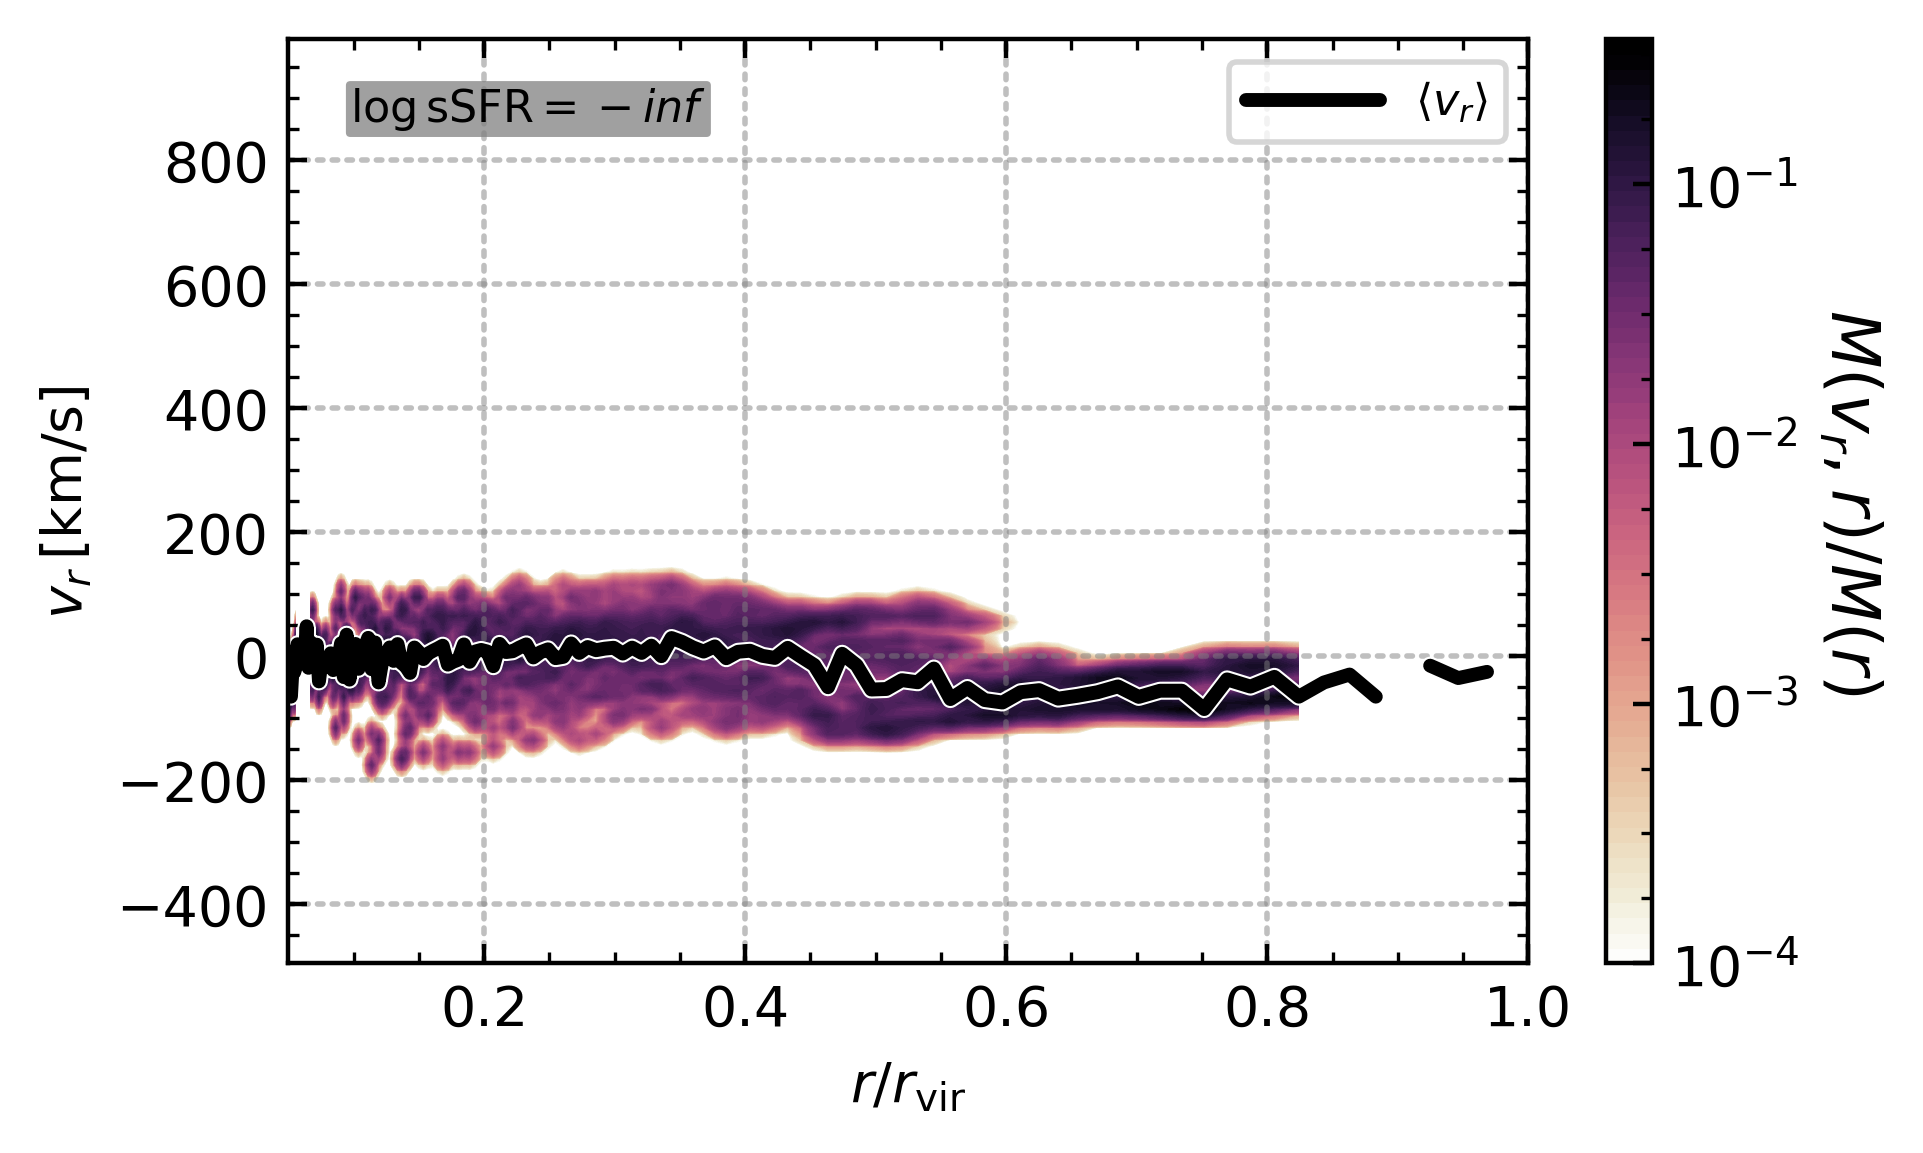 log sSFR = −inf
⟨v_r⟩
800
600
400
200
0
−200
−400
v_r [km/s]
0.2 0.4 0.6 0.8 1.0
r/r_vir
10⁻¹
10⁻²
10⁻³
10⁻⁴
M(v_r, r)/M(r)